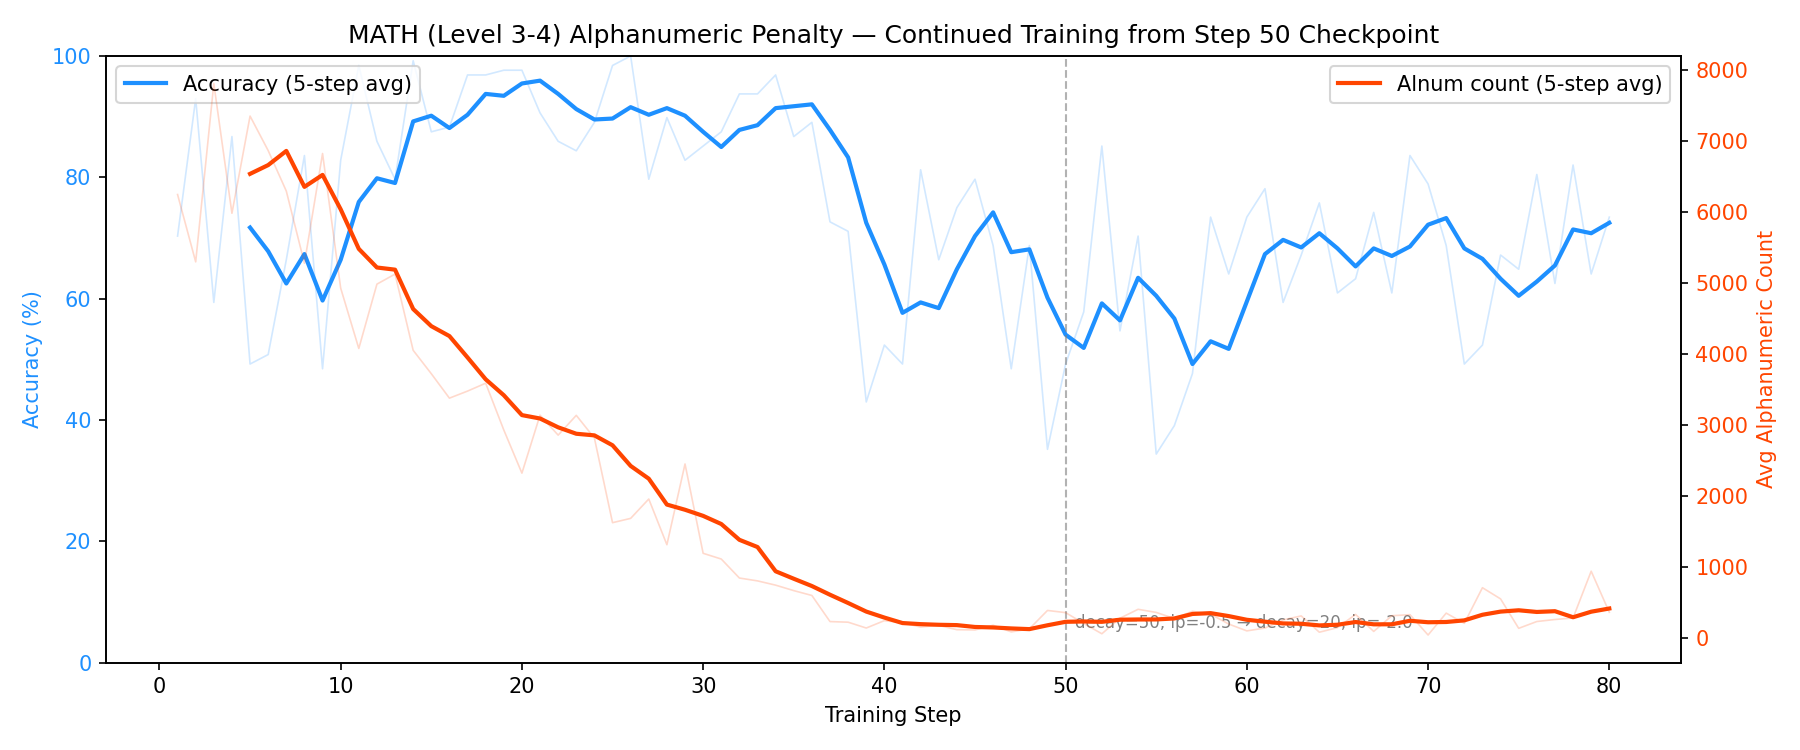 MATH (Level 3-4) Alphanumeric Penalty — Continued Training from Step 50 Checkpoint
Accuracy (5-step avg)
Alnum count (5-step avg)
Accuracy (%)
100
80
60
40
20
0
8000
7000
6000
5000
4000
3000
2000
1000
0
Avg Alphanumeric Count
decay=50, lp=-0.5 → decay=20, lp=-2.0
0 10 20 30 40 50 60 70 80
Training Step